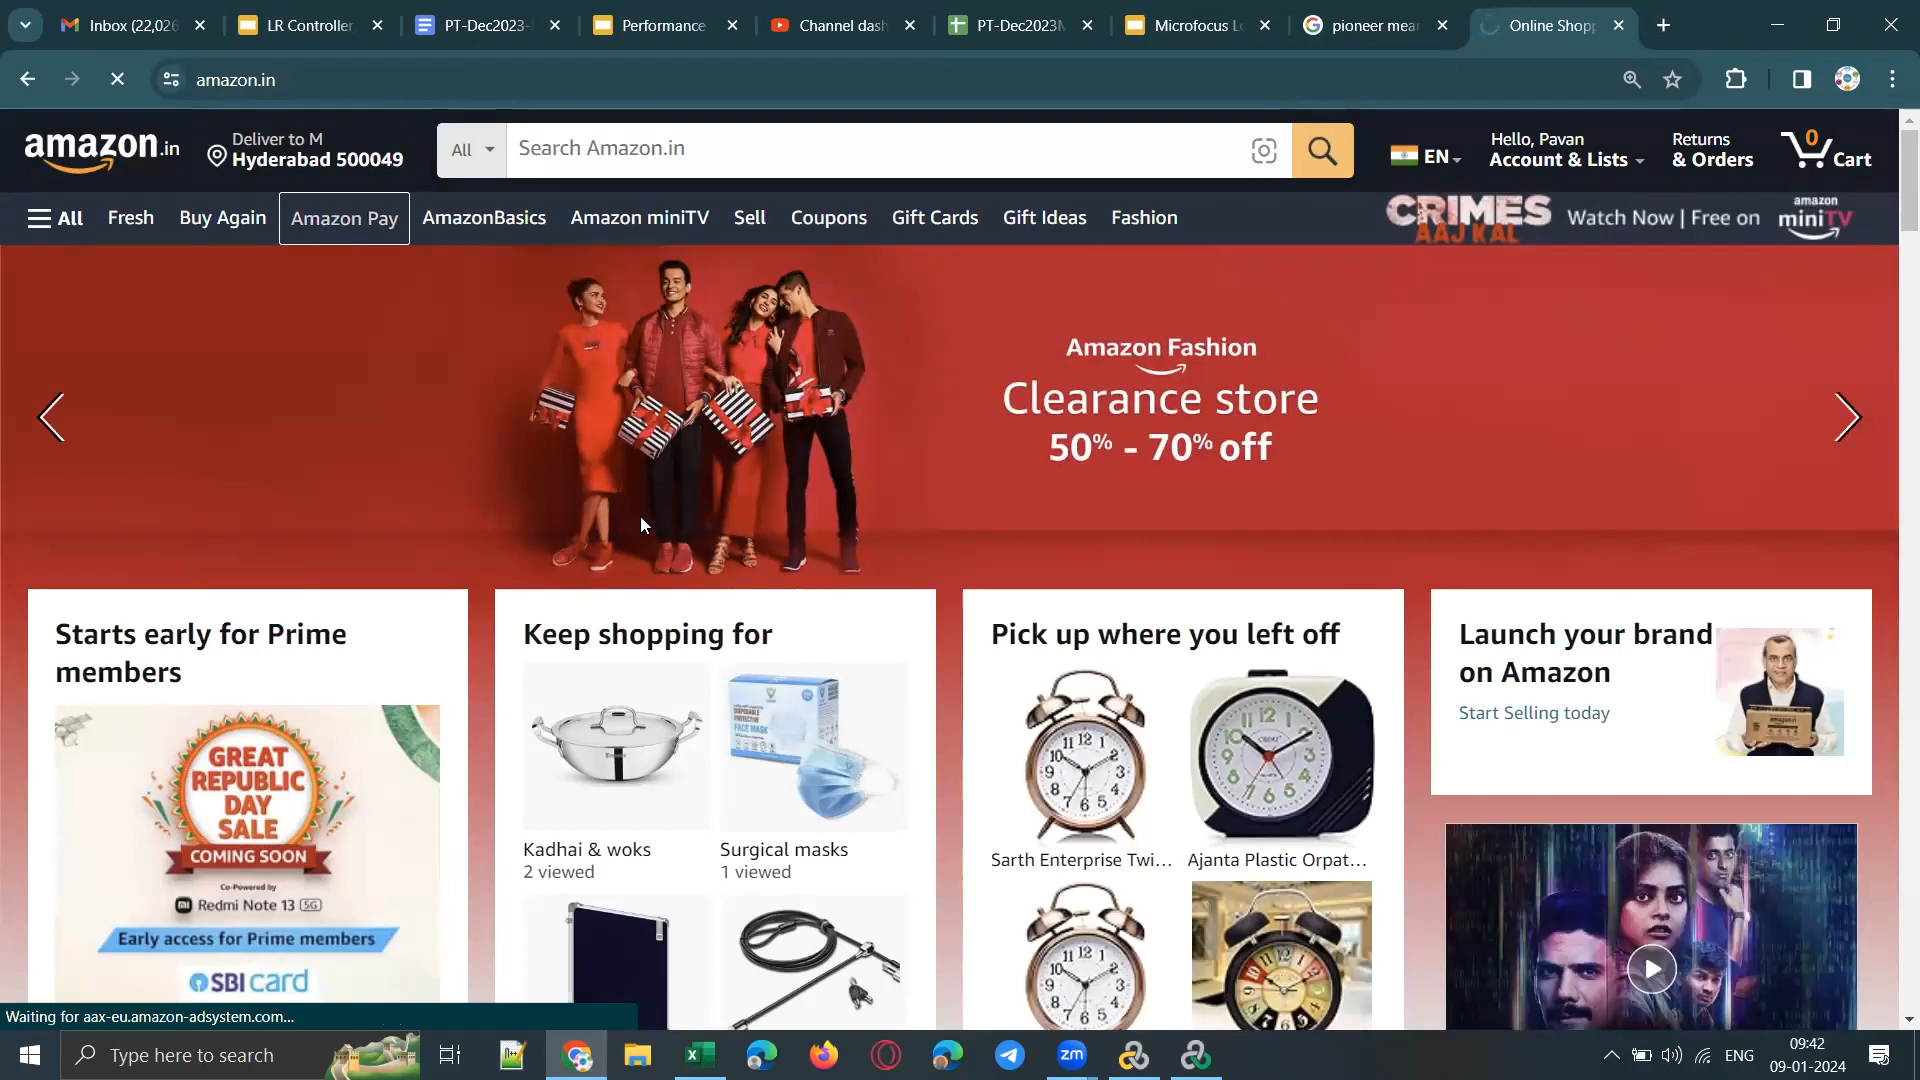 Inbox (22,026
LR Controller
PT-Dec2023-
Performance
Channel dash
PT-Dec2023M
Microfocus Lo
pioneer mean
Online Shopp
amazon.in
amazon.in
Deliver to M
Hyderabad 500049
All
Search Amazon.in
EN
Hello, Pavan
Account & Lists
Returns
& Orders
0
Cart
All
Fresh
Buy Again
Amazon Pay
AmazonBasics
Amazon miniTV
Sell
Coupons
Gift Cards
Gift Ideas
Fashion
CRIMES
AAJ KAL
Watch Now | Free on
amazon
miniTV
Amazon Fashion
Clearance store
50% - 70% off
Starts early for Prime
members
GREAT
REPUBLIC
DAY
SALE
COMING SOON
Co-Powered by
Redmi Note 13 5G
Early access for Prime members
SBI card
Keep shopping for
Kadhai & woks
2 viewed
Surgical masks
1 viewed
Pick up where you left off
Sarth Enterprise Twi...
Ajanta Plastic Orpat...
Launch your brand
on Amazon
Start Selling today
Waiting for aax-eu.amazon-adsystem.com...
Type here to search
zm
ENG
09:42
09-01-2024